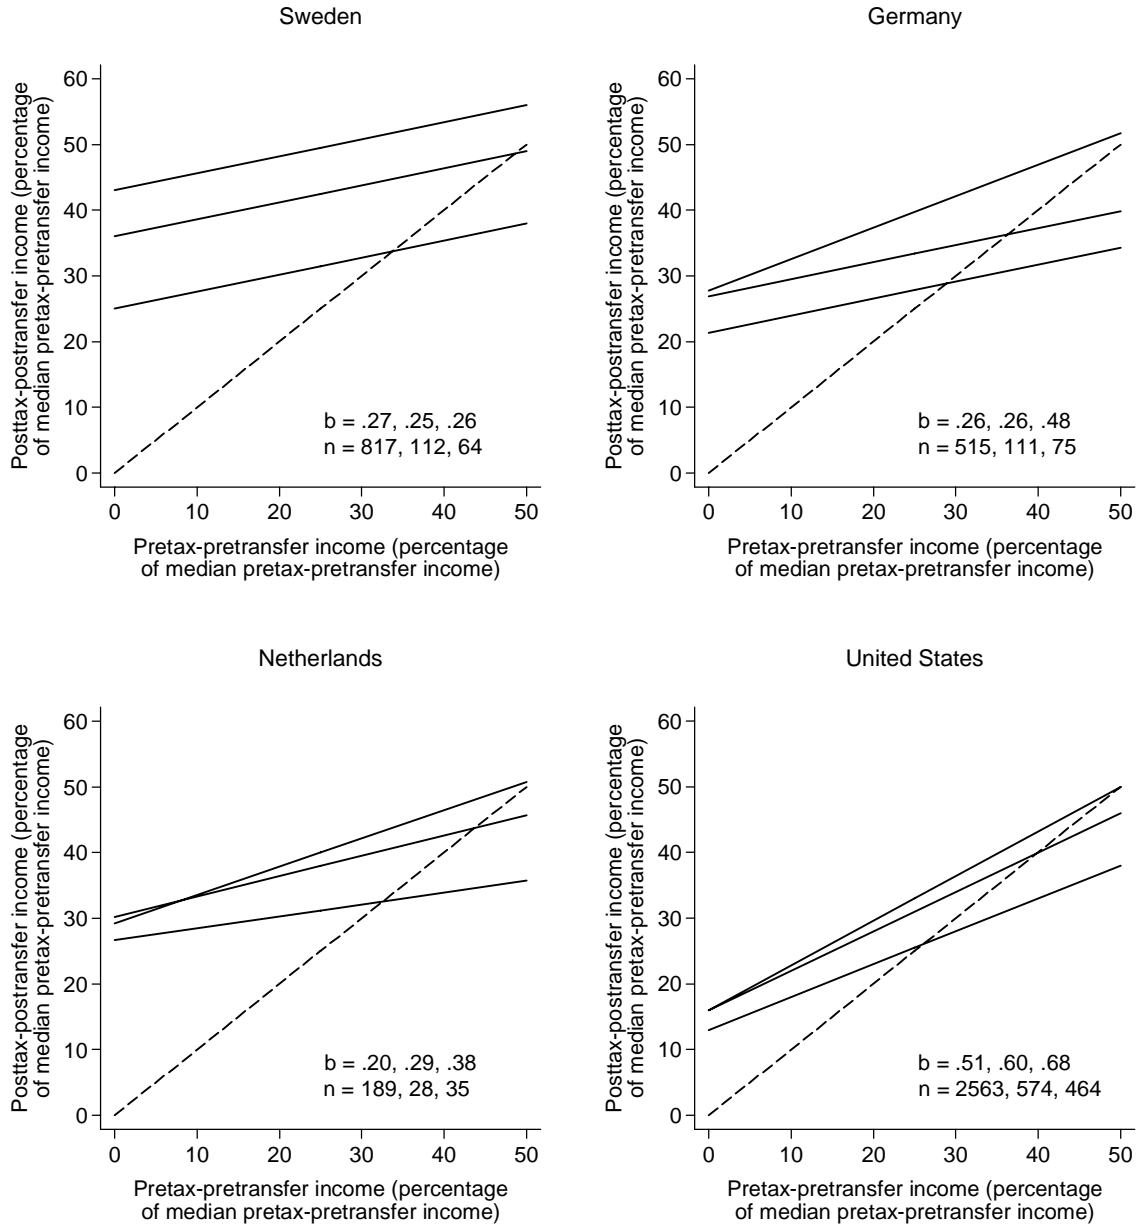 Sweden
Posttax-postransfer income (percentage
of median pretax-pretransfer income)
60
50
40
30
20
10
0
b = .27, .25, .26
n = 817, 112, 64
0 10 20 30 40 50
Pretax-pretransfer income (percentage
of median pretax-pretransfer income)
Germany
Posttax-postransfer income (percentage
of median pretax-pretransfer income)
60
50
40
30
20
10
0
b = .26, .26, .48
n = 515, 111, 75
0 10 20 30 40 50
Pretax-pretransfer income (percentage
of median pretax-pretransfer income)
Netherlands
Posttax-postransfer income (percentage
of median pretax-pretransfer income)
60
50
40
30
20
10
0
b = .20, .29, .38
n = 189, 28, 35
0 10 20 30 40 50
Pretax-pretransfer income (percentage
of median pretax-pretransfer income)
United States
Posttax-postransfer income (percentage
of median pretax-pretransfer income)
60
50
40
30
20
10
0
b = .51, .60, .68
n = 2563, 574, 464
0 10 20 30 40 50
Pretax-pretransfer income (percentage
of median pretax-pretransfer income)